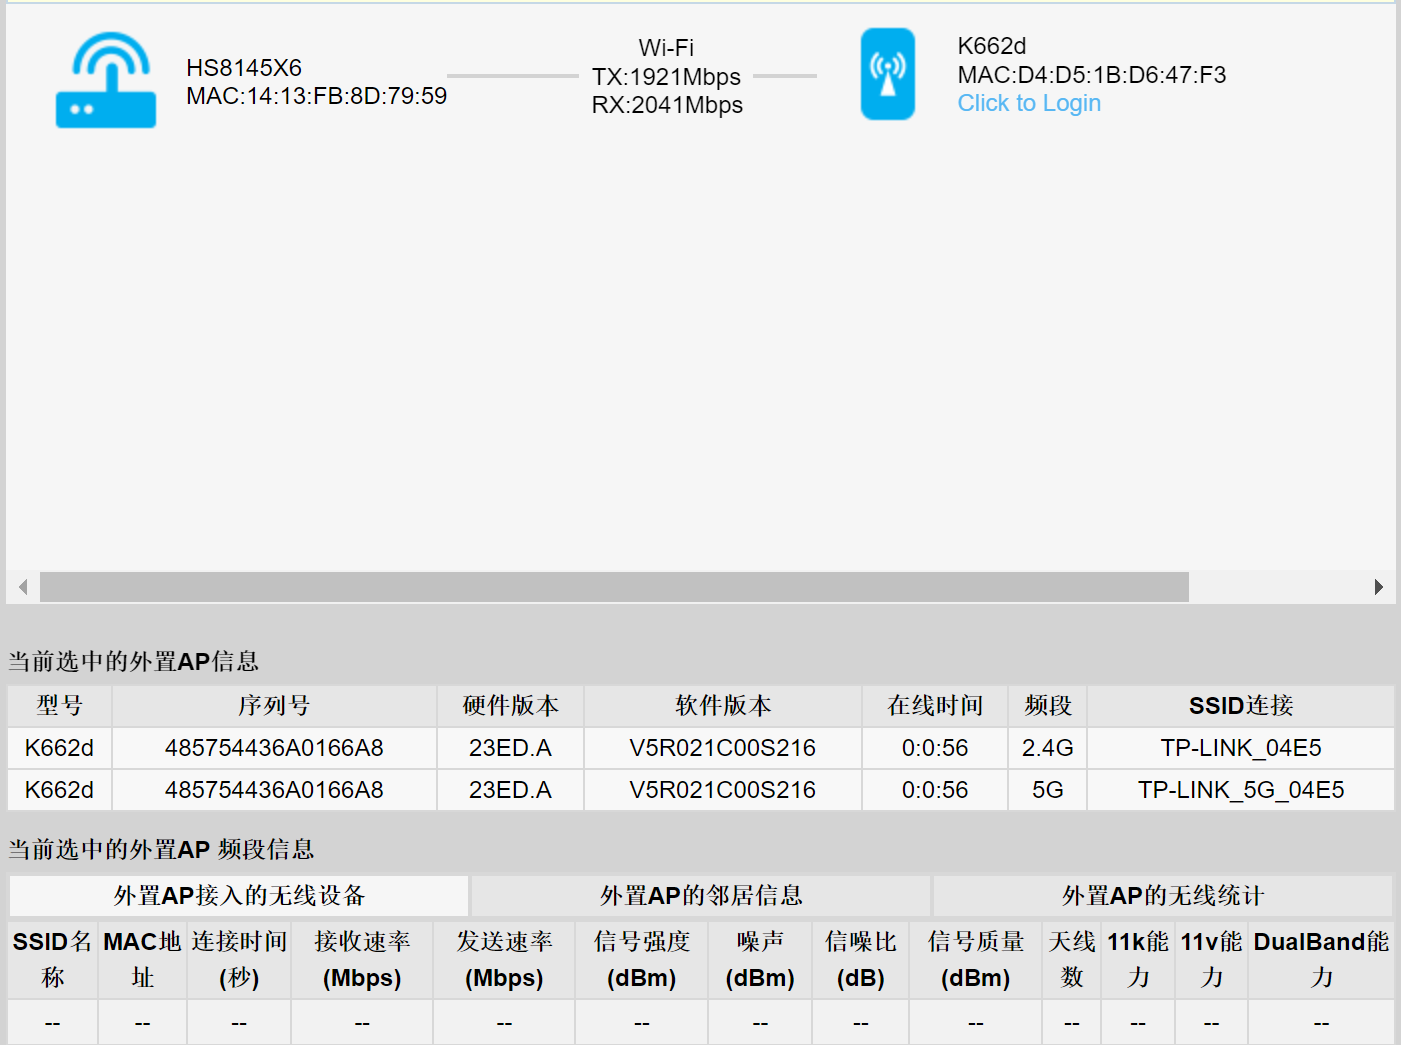 HS8145X6
MAC:14:13:FB:8D:79:59
Wi-Fi
TX:1921Mbps
RX:2041Mbps
K662d
MAC:D4:D5:1B:D6:47:F3
Click to Login
当前选中的外置AP信息
型号 序列号 硬件版本 软件版本 在线时间 频段 SSID连接
K662d 485754436A0166A8 23ED.A V5R021C00S216 0:0:56 2.4G TP-LINK_04E5
K662d 485754436A0166A8 23ED.A V5R021C00S216 0:0:56 5G TP-LINK_5G_04E5
当前选中的外置AP 频段信息
外置AP接入的无线设备 外置AP的邻居信息 外置AP的无线统计
SSID名 MAC地 连接时间 接收速率 发送速率 信号强度 噪声 信噪比 信号质量 天线 11k能 11v能 DualBand能
称 址 (秒) (Mbps) (Mbps) (dBm) (dBm) (dB) (dBm) 数 力 力 力
-- -- -- -- -- -- -- -- -- -- -- -- --